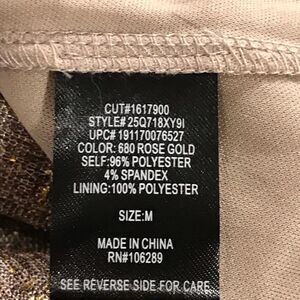 CUT#1617900
STYLE#25Q718XY9I
UPC# 191170076527
COLOR: 680 ROSE GOLD
SELF:96% POLYESTER
4% SPANDEX
LINING:100% POLYESTER
SIZE:M
MADE IN CHINA
RN#106289
SEE REVERSE SIDE FOR CARE